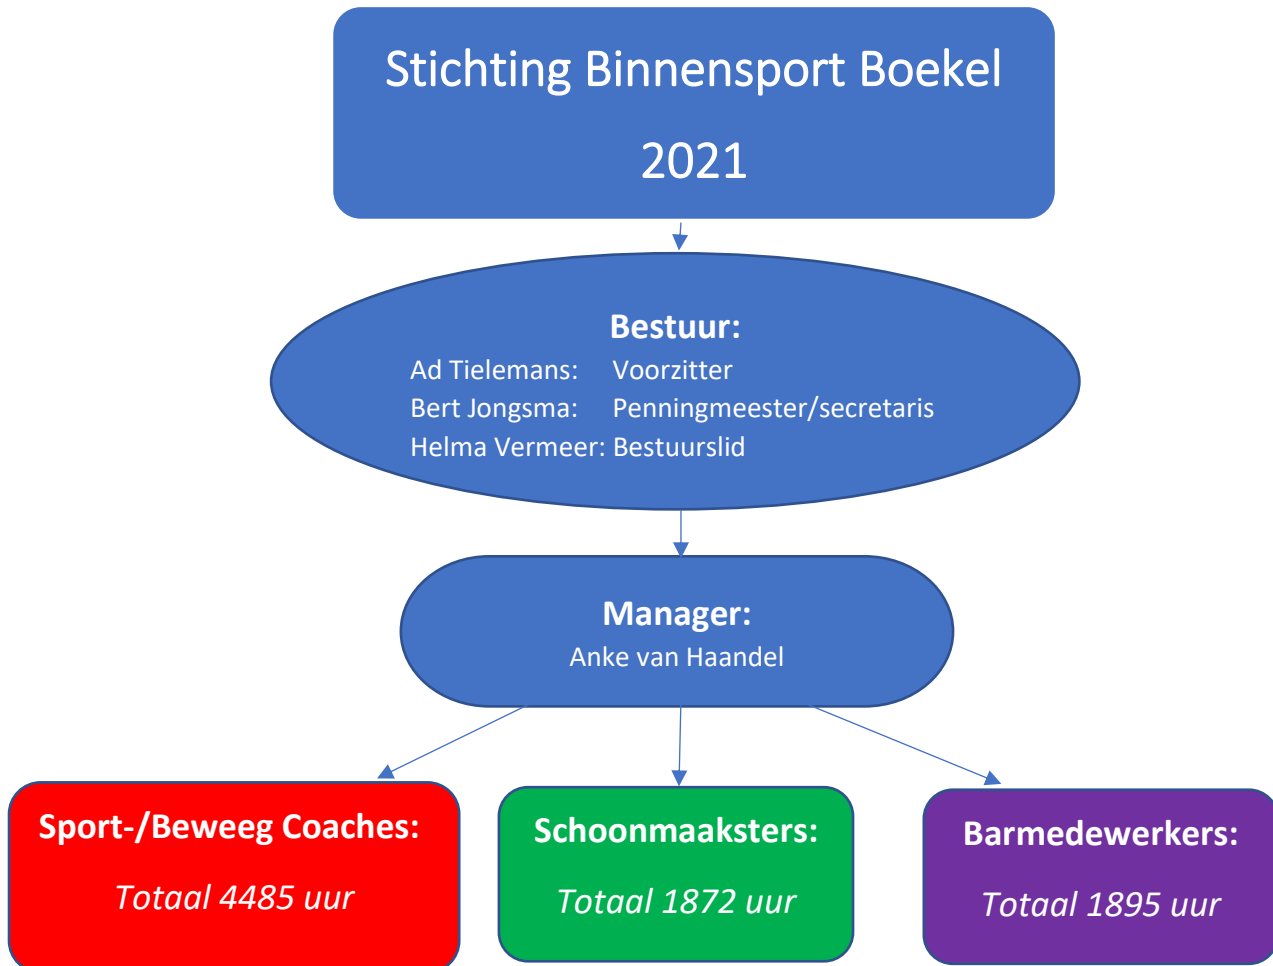 Stichting Binnensport Boekel
2021
Bestuur:
Ad Tielemans: Voorzitter
Bert Jongsma: Penningmeester/secretaris
Helma Vermeer: Bestuurslid
Manager:
Anke van Haandel
Sport-/Beweeg Coaches:
Totaal 4485 uur
Schoonmaaksters:
Totaal 1872 uur
Barmedewerkers:
Totaal 1895 uur